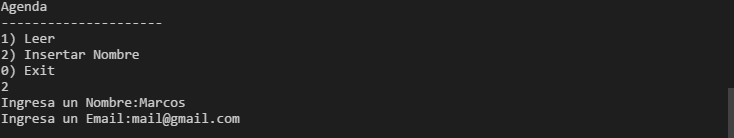 Agenda
---------------------
1) Leer
2) Insertar Nombre
0) Exit
2
Ingresa un Nombre:Marcos
Ingresa un Email:mail@gmail.com